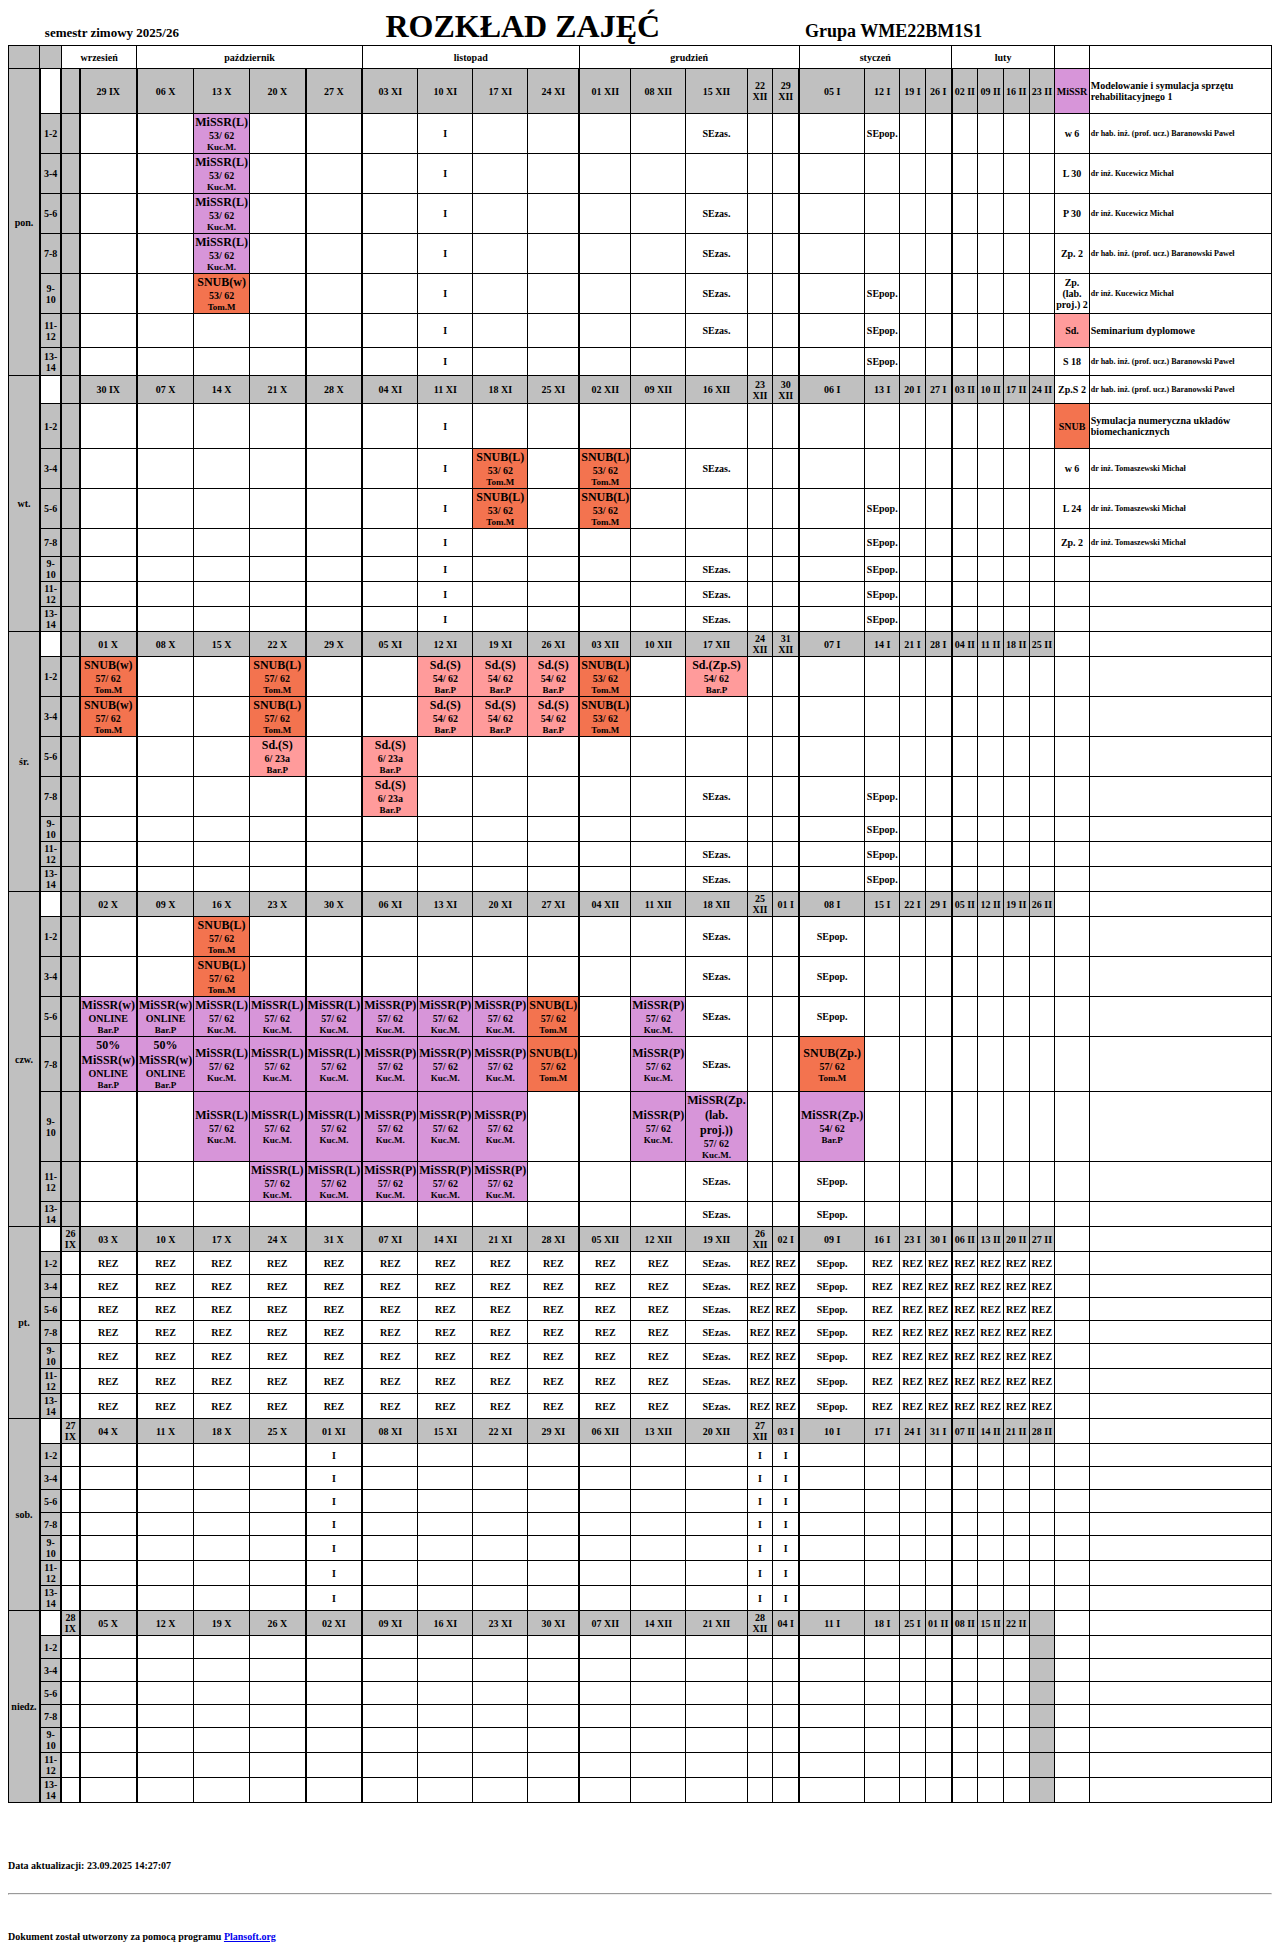 semestr zimowy 2025/26 ROZKŁAD ZAJĘĆ Grupa WME22BM1S1
wrzesień październik listopad grudzień styczeń luty
pon. 29 IX 06 X 13 X 20 X 27 X 03 XI 10 XI 17 XI 24 XI 01 XII 08 XII 15 XII 22 XII 29 XII 05 I 12 I 19 I 26 I 02 II 09 II 16 II 23 II MiSSR Modelowanie i symulacja sprzętu rehabilitacyjnego 1
1-2 MiSSR(L) 53/ 62 Kuc.M. I SEzas. SEpop. w 6 dr hab. inż. (prof. ucz.) Baranowski Paweł
3-4 MiSSR(L) 53/ 62 Kuc.M. I L 30 dr inż. Kucewicz Michał
5-6 MiSSR(L) 53/ 62 Kuc.M. I SEzas. P 30 dr inż. Kucewicz Michał
7-8 MiSSR(L) 53/ 62 Kuc.M. I SEzas. Zp. 2 dr hab. inż. (prof. ucz.) Baranowski Paweł
9-10 SNUB(w) 53/ 62 Tom.M I SEzas. SEpop. Zp. (lab. proj.) 2 dr inż. Kucewicz Michał
11-12 I SEzas. SEpop. Sd. Seminarium dyplomowe
13-14 I SEpop. S 18 dr hab. inż. (prof. ucz.) Baranowski Paweł
wt. 30 IX 07 X 14 X 21 X 28 X 04 XI 11 XI 18 XI 25 XI 02 XII 09 XII 16 XII 23 XII 30 XII 06 I 13 I 20 I 27 I 03 II 10 II 17 II 24 II Zp.S 2 dr hab. inż. (prof. ucz.) Baranowski Paweł
1-2 I SNUB Symulacja numeryczna układów biomechanicznych
3-4 I SNUB(L) 53/ 62 Tom.M SNUB(L) 53/ 62 Tom.M SEzas. w 6 dr inż. Tomaszewski Michał
5-6 I SNUB(L) 53/ 62 Tom.M SNUB(L) 53/ 62 Tom.M SEpop. L 24 dr inż. Tomaszewski Michał
7-8 I SEpop. Zp. 2 dr inż. Tomaszewski Michał
9-10 I SEzas. SEpop.
11-12 I SEzas. SEpop.
13-14 I SEzas. SEpop.
śr. 01 X 08 X 15 X 22 X 29 X 05 XI 12 XI 19 XI 26 XI 03 XII 10 XII 17 XII 24 XII 31 XII 07 I 14 I 21 I 28 I 04 II 11 II 18 II 25 II
1-2 SNUB(w) 57/ 62 Tom.M SNUB(L) 57/ 62 Tom.M Sd.(S) 54/ 62 Bar.P Sd.(S) 54/ 62 Bar.P Sd.(S) 54/ 62 Bar.P SNUB(L) 53/ 62 Tom.M Sd.(Zp.S) 54/ 62 Bar.P
3-4 SNUB(w) 57/ 62 Tom.M SNUB(L) 57/ 62 Tom.M Sd.(S) 54/ 62 Bar.P Sd.(S) 54/ 62 Bar.P Sd.(S) 54/ 62 Bar.P SNUB(L) 53/ 62 Tom.M
5-6 Sd.(S) 6/ 23a Bar.P Sd.(S) 6/ 23a Bar.P
7-8 Sd.(S) 6/ 23a Bar.P SEzas. SEpop.
9-10 SEpop.
11-12 SEzas. SEpop.
13-14 SEzas. SEpop.
czw. 02 X 09 X 16 X 23 X 30 X 06 XI 13 XI 20 XI 27 XI 04 XII 11 XII 18 XII 25 XII 01 I 08 I 15 I 22 I 29 I 05 II 12 II 19 II 26 II
1-2 SNUB(L) 57/ 62 Tom.M SEzas. SEpop.
3-4 SNUB(L) 57/ 62 Tom.M SEzas. SEpop.
5-6 MiSSR(w) ONLINE Bar.P MiSSR(w) ONLINE Bar.P MiSSR(L) 57/ 62 Kuc.M. MiSSR(L) 57/ 62 Kuc.M. MiSSR(L) 57/ 62 Kuc.M. MiSSR(P) 57/ 62 Kuc.M. MiSSR(P) 57/ 62 Kuc.M. MiSSR(P) 57/ 62 Kuc.M. SNUB(L) 57/ 62 Tom.M MiSSR(P) 57/ 62 Kuc.M. SEzas. SEpop.
7-8 50% MiSSR(w) ONLINE Bar.P 50% MiSSR(w) ONLINE Bar.P MiSSR(L) 57/ 62 Kuc.M. MiSSR(L) 57/ 62 Kuc.M. MiSSR(L) 57/ 62 Kuc.M. MiSSR(P) 57/ 62 Kuc.M. MiSSR(P) 57/ 62 Kuc.M. MiSSR(P) 57/ 62 Kuc.M. SNUB(L) 57/ 62 Tom.M MiSSR(P) 57/ 62 Kuc.M. SEzas. SNUB(Zp.) 57/ 62 Tom.M
9-10 MiSSR(L) 57/ 62 Kuc.M. MiSSR(L) 57/ 62 Kuc.M. MiSSR(L) 57/ 62 Kuc.M. MiSSR(P) 57/ 62 Kuc.M. MiSSR(P) 57/ 62 Kuc.M. MiSSR(P) 57/ 62 Kuc.M. MiSSR(P) 57/ 62 Kuc.M. MiSSR(Zp. (lab. proj.)) 57/ 62 Kuc.M. MiSSR(Zp.) 54/ 62 Bar.P
11-12 MiSSR(L) 57/ 62 Kuc.M. MiSSR(L) 57/ 62 Kuc.M. MiSSR(P) 57/ 62 Kuc.M. MiSSR(P) 57/ 62 Kuc.M. MiSSR(P) 57/ 62 Kuc.M. SEzas. SEpop.
13-14 SEzas. SEpop.
pt. 26 IX 03 X 10 X 17 X 24 X 31 X 07 XI 14 XI 21 XI 28 XI 05 XII 12 XII 19 XII 26 XII 02 I 09 I 16 I 23 I 30 I 06 II 13 II 20 II 27 II
1-2 REZ REZ REZ REZ REZ REZ REZ REZ REZ REZ REZ SEzas. REZ REZ SEpop. REZ REZ REZ REZ REZ REZ REZ
3-4 REZ REZ REZ REZ REZ REZ REZ REZ REZ REZ REZ SEzas. REZ REZ SEpop. REZ REZ REZ REZ REZ REZ REZ
5-6 REZ REZ REZ REZ REZ REZ REZ REZ REZ REZ REZ SEzas. REZ REZ SEpop. REZ REZ REZ REZ REZ REZ REZ
7-8 REZ REZ REZ REZ REZ REZ REZ REZ REZ REZ REZ SEzas. REZ REZ SEpop. REZ REZ REZ REZ REZ REZ REZ
9-10 REZ REZ REZ REZ REZ REZ REZ REZ REZ REZ REZ SEzas. REZ REZ SEpop. REZ REZ REZ REZ REZ REZ REZ
11-12 REZ REZ REZ REZ REZ REZ REZ REZ REZ REZ REZ SEzas. REZ REZ SEpop. REZ REZ REZ REZ REZ REZ REZ
13-14 REZ REZ REZ REZ REZ REZ REZ REZ REZ REZ REZ SEzas. REZ REZ SEpop. REZ REZ REZ REZ REZ REZ REZ
sob. 27 IX 04 X 11 X 18 X 25 X 01 XI 08 XI 15 XI 22 XI 29 XI 06 XII 13 XII 20 XII 27 XII 03 I 10 I 17 I 24 I 31 I 07 II 14 II 21 II 28 II
1-2 I I I
3-4 I I I
5-6 I I I
7-8 I I I
9-10 I I I
11-12 I I I
13-14 I I I
niedz. 28 IX 05 X 12 X 19 X 26 X 02 XI 09 XI 16 XI 23 XI 30 XI 07 XII 14 XII 21 XII 28 XII 04 I 11 I 18 I 25 I 01 II 08 II 15 II 22 II
1-2
3-4
5-6
7-8
9-10
11-12
13-14
Data aktualizacji: 23.09.2025 14:27:07
Dokument został utworzony za pomocą programu Plansoft.org